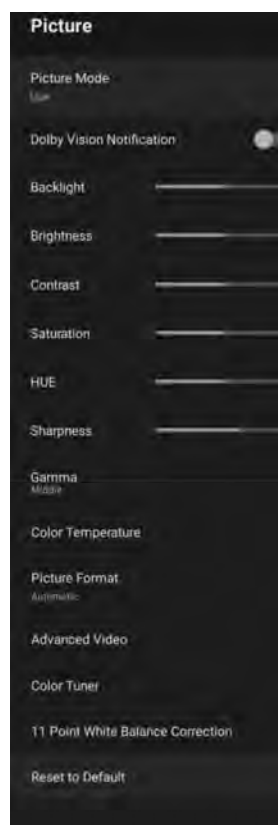 Picture
Picture Mode
User
Dolby Vision Notification
Backlight
Brightness
Contrast
Saturation
HUE
Sharpness
Gamma
Middle
Color Temperature
Picture Format
Automatic
Advanced Video
Color Tuner
11 Point White Balance Correction
Reset to Default